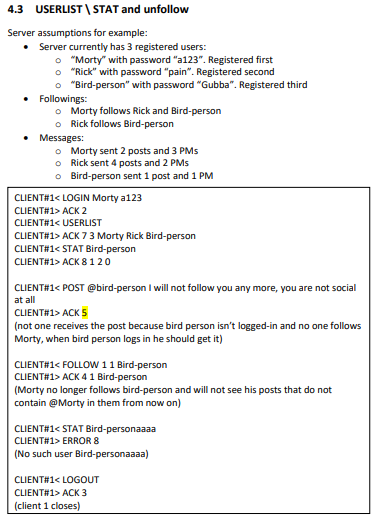 4.3 USERLIST \ STAT and unfollow
Server assumptions for example:
• Server currently has 3 registered users:
o "Morty" with password "a123". Registered first
o "Rick" with password "pain". Registered second
o "Bird-person" with password "Gubba". Registered third
• Followings:
o Morty follows Rick and Bird-person
o Rick follows Bird-person
• Messages:
o Morty sent 2 posts and 3 PMs
o Rick sent 4 posts and 2 PMs
o Bird-person sent 1 post and 1 PM
CLIENT#1< LOGIN Morty a123
CLIENT#1> ACK 2
CLIENT#1< USERLIST
CLIENT#1> ACK 7 3 Morty Rick Bird-person
CLIENT#1< STAT Bird-person
CLIENT#1> ACK 8 1 2 0
CLIENT#1< POST @bird-person I will not follow you any more, you are not social
at all
CLIENT#1> ACK 5
(not one receives the post because bird person isn't logged-in and no one follows
Morty, when bird person logs in he should get it)
CLIENT#1< FOLLOW 1 1 Bird-person
CLIENT#1> ACK 4 1 Bird-person
(Morty no longer follows bird-person and will not see his posts that do not
contain @Morty in them from now on)
CLIENT#1< STAT Bird-personaaaa
CLIENT#1> ERROR 8
(No such user Bird-personaaaa)
CLIENT#1< LOGOUT
CLIENT#1> ACK 3
(client 1 closes)